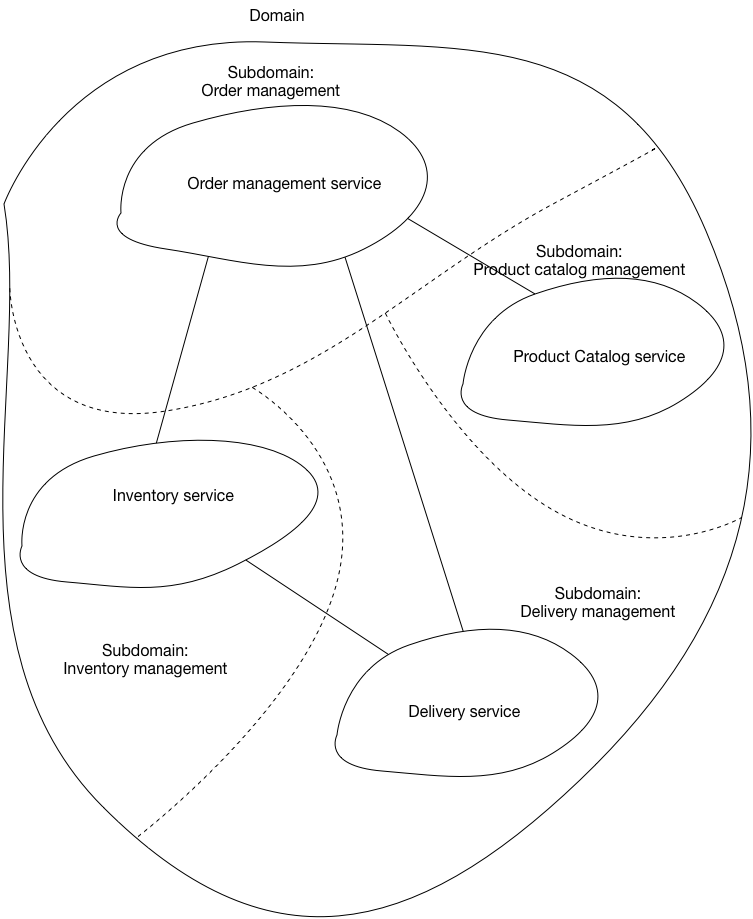 Domain
Subdomain:
Order management
Order management service
Subdomain:
Product catalog management
Product Catalog service
Inventory service
Subdomain:
Delivery management
Subdomain:
Inventory management
Delivery service